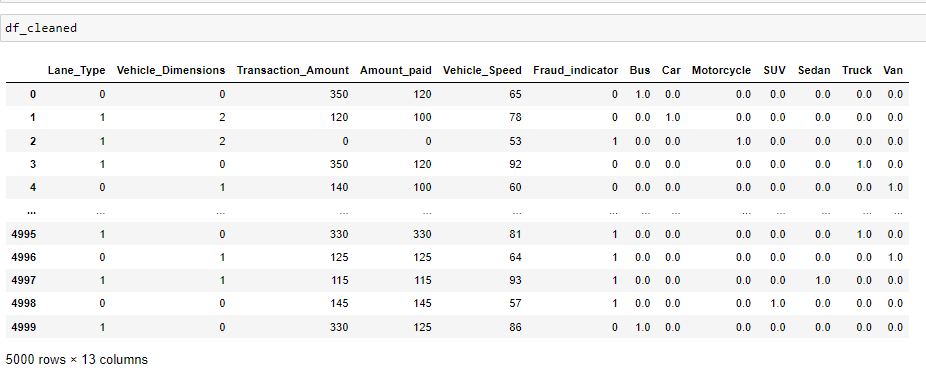 df_cleaned
Lane_Type Vehicle_Dimensions Transaction_Amount Amount_paid Vehicle_Speed Fraud_indicator Bus Car Motorcycle SUV Sedan Truck Van
0 0 0 350 120 65 0 1.0 0.0 0.0 0.0 0.0 0.0 0.0
1 1 2 120 100 78 0 0.0 1.0 0.0 0.0 0.0 0.0 0.0
2 1 2 0 0 53 1 0.0 0.0 1.0 0.0 0.0 0.0 0.0
3 1 0 350 120 92 0 0.0 0.0 0.0 0.0 0.0 1.0 0.0
4 0 1 140 100 60 0 0.0 0.0 0.0 0.0 0.0 0.0 1.0
... ... ... ... ... ... ... ... ... ... ... ... ... ...
4995 1 0 330 330 81 1 0.0 0.0 0.0 0.0 0.0 1.0 0.0
4996 0 1 125 125 64 1 0.0 0.0 0.0 0.0 0.0 0.0 1.0
4997 1 1 115 115 93 1 0.0 0.0 0.0 0.0 1.0 0.0 0.0
4998 0 0 145 145 57 1 0.0 0.0 0.0 1.0 0.0 0.0 0.0
4999 1 0 330 125 86 0 1.0 0.0 0.0 0.0 0.0 0.0 0.0
5000 rows × 13 columns